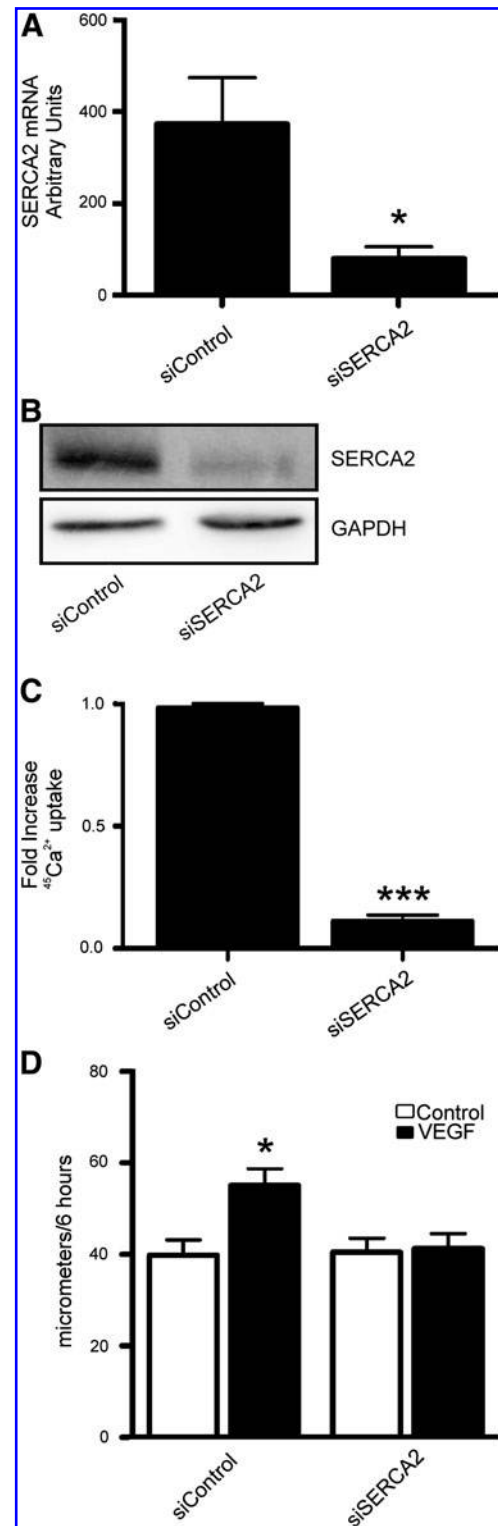 A
SERCA2 mRNA
Arbitrary Units
600
400
200
0
*
siControl
siSERCA2
B
SERCA2
GAPDH
siControl
siSERCA2
C
Fold Increase
⁴⁵Ca²⁺ uptake
1.0
0.5
0.0
***
siControl
siSERCA2
D
micrometers/6 hours
80
60
40
20
0
Control
VEGF
*
siControl
siSERCA2